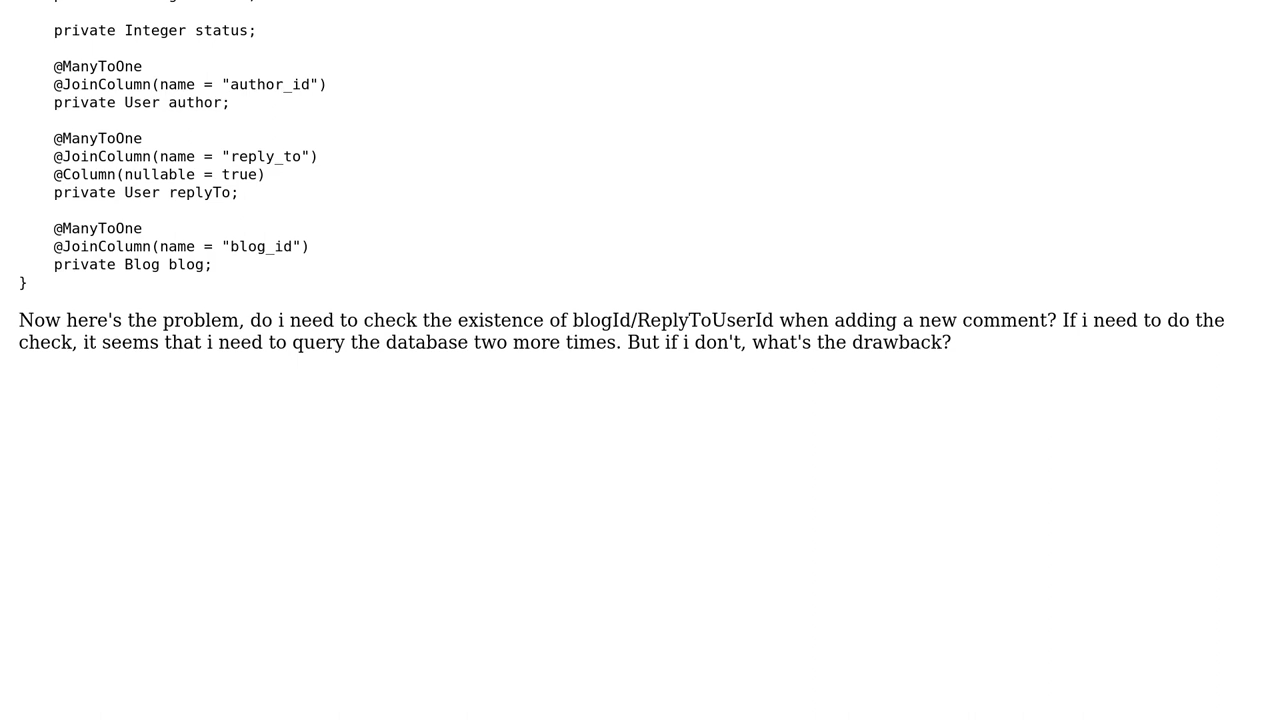 private Integer status;
@ManyToOne
@JoinColumn(name = "author_id")
private User author;
@ManyToOne
@JoinColumn(name = "reply_to")
@Column(nullable = true)
private User replyTo;
@ManyToOne
@JoinColumn(name = "blog_id")
private Blog blog;
}
Now here's the problem, do i need to check the existence of blogId/ReplyToUserId when adding a new comment? If i need to do the
check, it seems that i need to query the database two more times. But if i don't, what's the drawback?